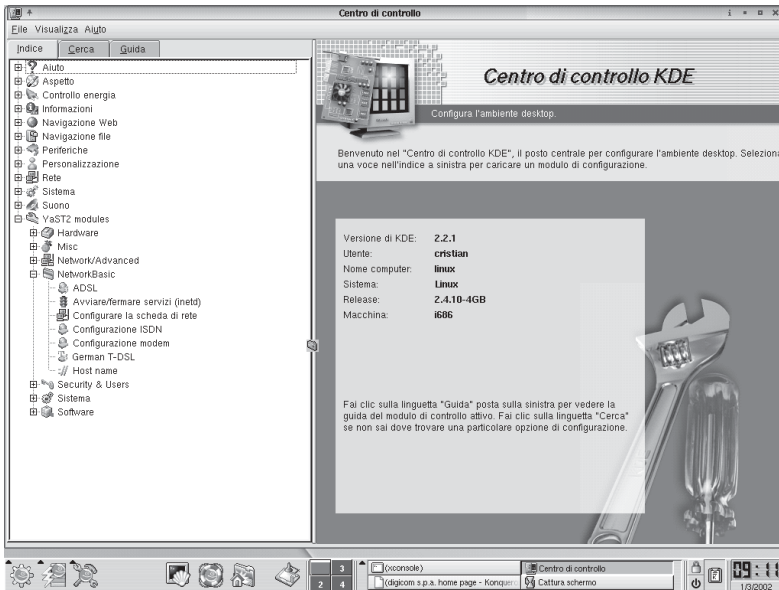 Centro di controllo
File Visualizza Aiuto
Indice Cerca Guida
Aiuto
Aspetto
Controllo energia
Informazioni
Navigazione Web
Navigazione file
Periferiche
Personalizzazione
Rete
Sistema
Suono
YaST2 modules
Hardware
Misc
Network/Advanced
NetworkBasic
ADSL
Avviare/fermare servizi (inetd)
Configurare la scheda di rete
Configurazione ISDN
Configurazione modem
German T-DSL
Host name
Security & Users
Sistema
Software
Centro di controllo KDE
Configura l'ambiente desktop.
Benvenuto nel "Centro di controllo KDE", il posto centrale per configurare l'ambiente desktop. Seleziona
una voce nell'indice a sinistra per caricare un modulo di configurazione.
Versione di KDE: 2.2.1
Utente: cristian
Nome computer: linux
Sistema: Linux
Release: 2.4.10-4GB
Macchina: i686
Fai clic sulla linguetta "Guida" posta sulla sinistra per vedere la
guida del modulo di controllo attivo. Fai clic sulla linguetta "Cerca"
se non sai dove trovare una particolare opzione di configurazione.
3
2 4
(xconsole)
Centro di controllo
(digicom s.p.a. home page - Konquero
Cattura schermo
09:11
1/3/2002